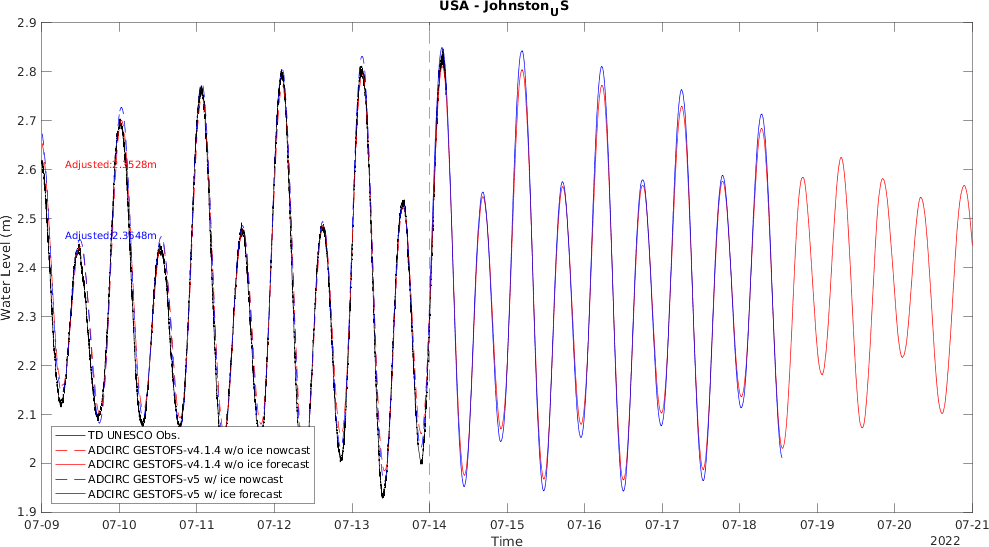 USA - Johnston_US
2.9
2.8
2.7
2.6
2.5
2.4
2.3
2.2
2.1
2
1.9
Water Level (m)
Adjusted:2.3528m
Adjusted:2.3648m
TD UNESCO Obs.
ADCIRC GESTOFS-v4.1.4 w/o ice nowcast
ADCIRC GESTOFS-v4.1.4 w/o ice forecast
ADCIRC GESTOFS-v5 w/ ice nowcast
ADCIRC GESTOFS-v5 w/ ice forecast
07-09 07-10 07-11 07-12 07-13 07-14 07-15 07-16 07-17 07-18 07-19 07-20 07-21
Time
2022